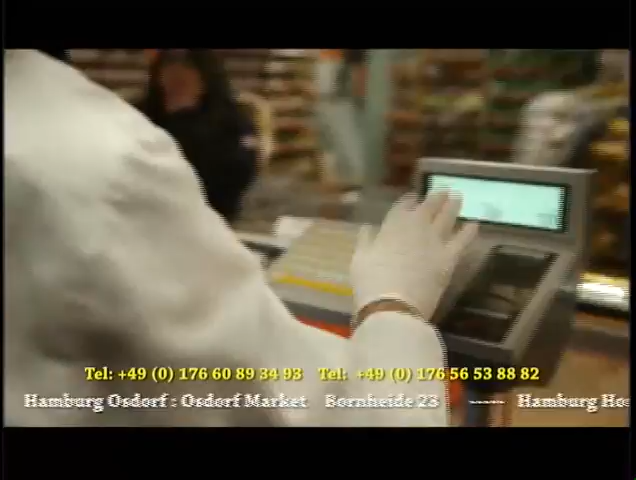 Tel: +49 (0) 176 60 89 34 93 Tel: +49 (0) 176 56 53 88 82
Hamburg Osdorf : Osdorf Market Bornheide 23 ----- Hamburg Ho